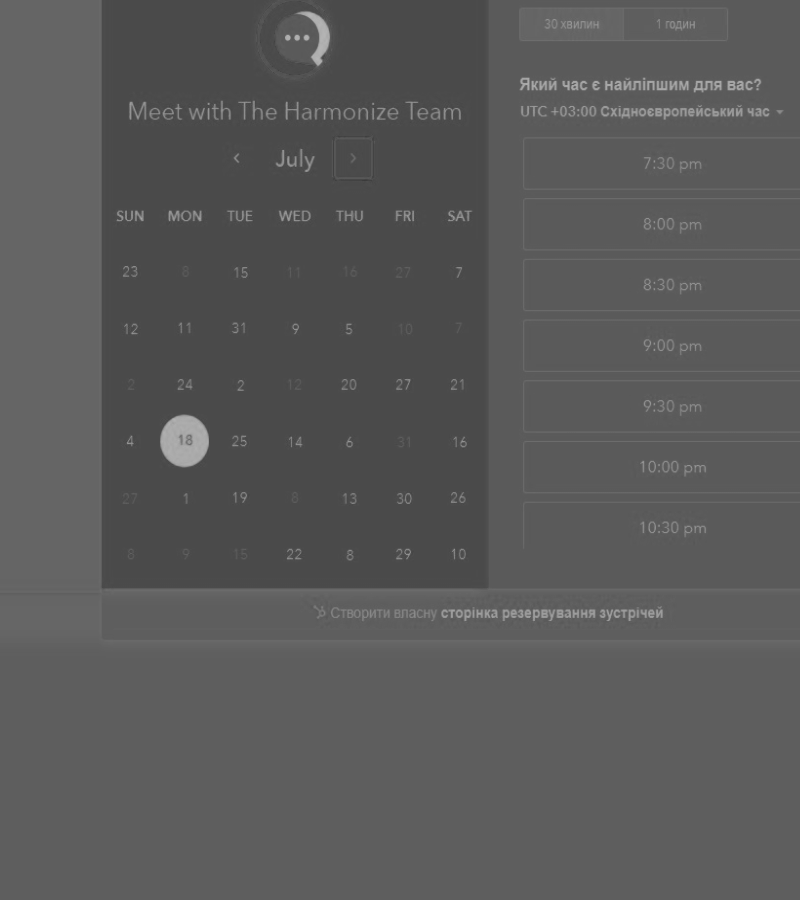 30 хвилин 1 годин
Який час є найліпшим для вас?
Meet with The Harmonize Team
UTC +03:00 Східноєвропейський час
July
7:30 pm
SUN MON TUE WED THU FRI SAT
8:00 pm
23 8 15 11 16 27 7
8:30 pm
12 11 31 9 5 10 7
9:00 pm
2 24 2 12 20 27 21
9:30 pm
4 18 25 14 6 31 16
10:00 pm
27 1 19 8 13 30 26
10:30 pm
8 9 15 22 8 29 10
Створити власну сторінка резервування зустрічей